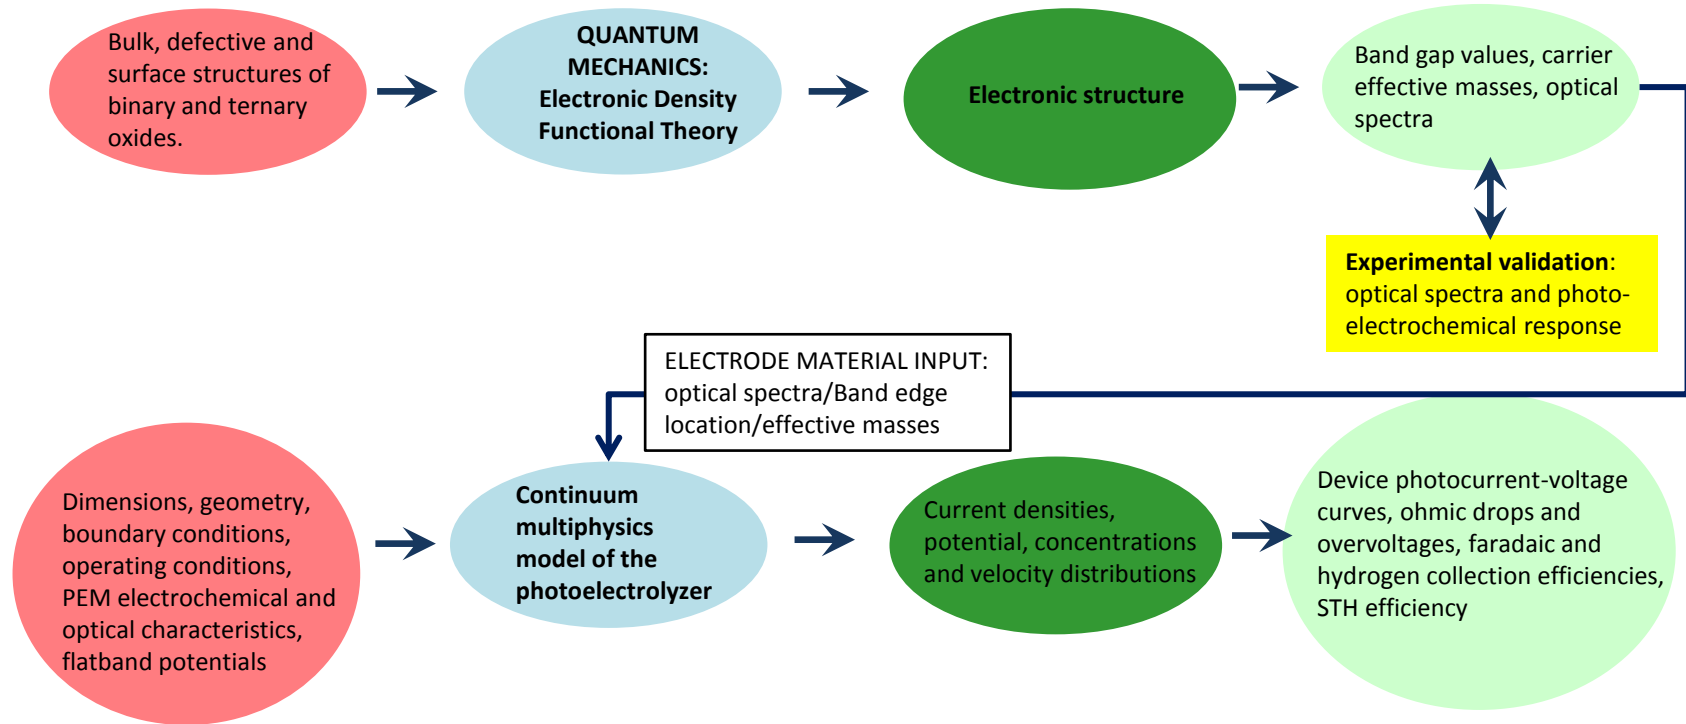 Bulk, defective and
surface structures of
binary and ternary
oxides.
QUANTUM
MECHANICS:
Electronic Density
Functional Theory
Electronic structure
Band gap values, carrier
effective masses, optical
spectra
Experimental validation:
optical spectra and photo-
electrochemical response
ELECTRODE MATERIAL INPUT:
optical spectra/Band edge
location/effective masses
Dimensions, geometry,
boundary conditions,
operating conditions,
PEM electrochemical and
optical characteristics,
flatband potentials
Continuum
multiphysics
model of the
photoelectrolyzer
Current densities,
potential, concentrations
and velocity distributions
Device photocurrent-voltage
curves, ohmic drops and
overvoltages, faradaic and
hydrogen collection efficiencies,
STH efficiency